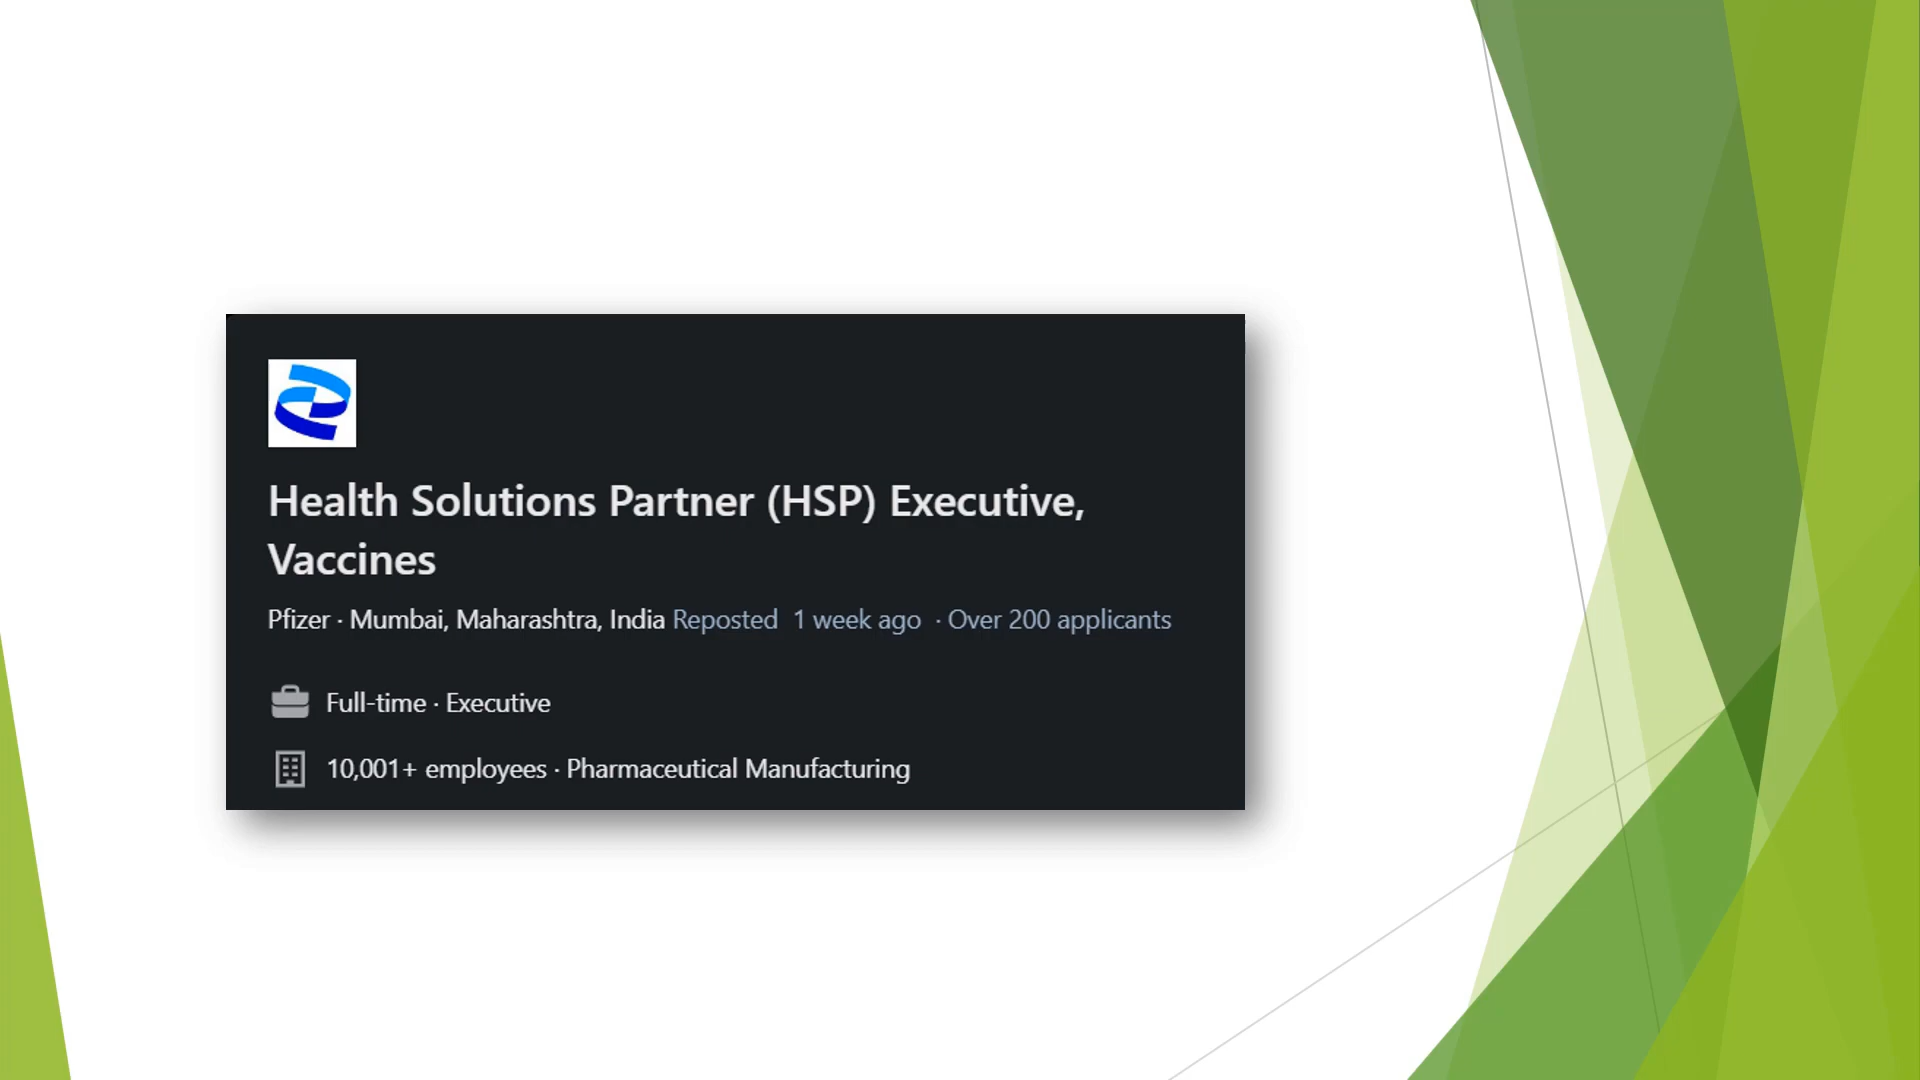 Health Solutions Partner (HSP) Executive,
Vaccines
Pfizer · Mumbai, Maharashtra, India Reposted 1 week ago · Over 200 applicants
Full-time · Executive
10,001+ employees · Pharmaceutical Manufacturing